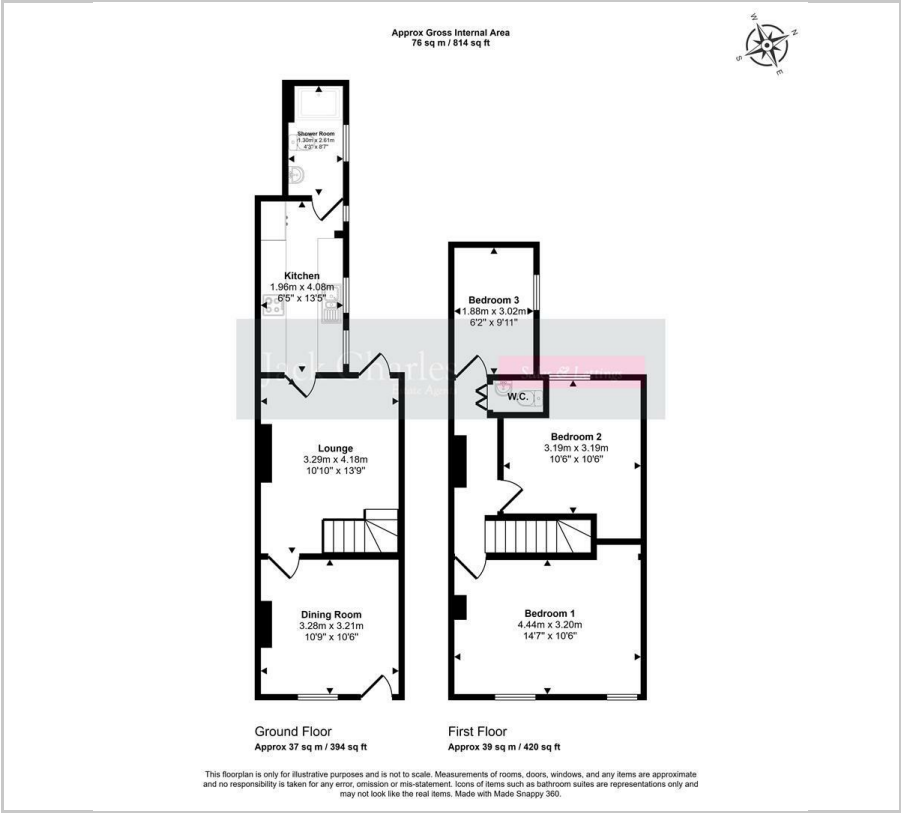 Approx Gross Internal Area
76 sq m / 814 sq ft
W
N
S
E
Shower Room
1.30m x 2.61m
4'3" x 8'7"
Kitchen
1.96m x 4.08m
6'5" x 13'5"
Bedroom 3
1.88m x 3.02m
6'2" x 9'11"
Jack Charles
Estate Agents
Sales & Lettings
W.C.
Lounge
3.29m x 4.18m
10'10" x 13'9"
Bedroom 2
3.19m x 3.19m
10'6" x 10'6"
Dining Room
3.28m x 3.21m
10'9" x 10'6"
Bedroom 1
4.44m x 3.20m
14'7" x 10'6"
Ground Floor
Approx 37 sq m / 394 sq ft
First Floor
Approx 39 sq m / 420 sq ft
This floorplan is only for illustrative purposes and is not to scale. Measurements of rooms, doors, windows, and any items are approximate
and no responsibility is taken for any error, omission or mis-statement. Icons of items such as bathroom suites are representations only and
may not look like the real items. Made with Made Snappy 360.